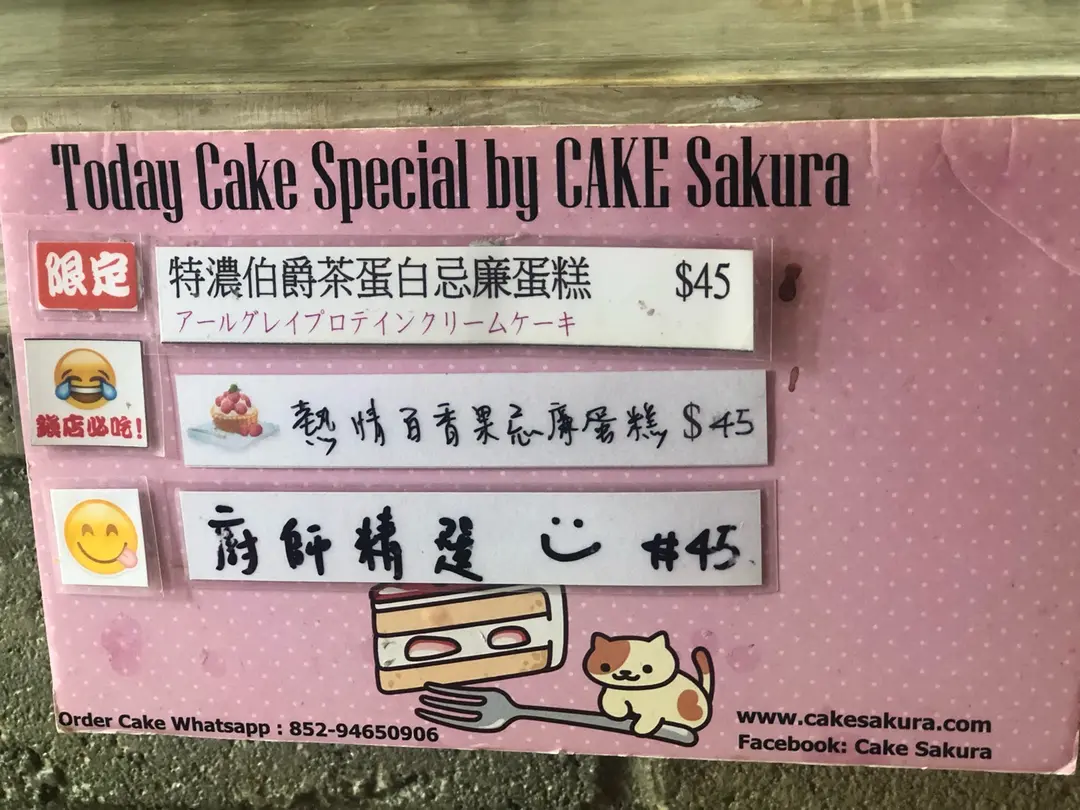 Today Cake Special by CAKE Sakura
限定
特濃伯爵茶蛋白忌廉蛋糕 $45
アールグレイプロテインクリームケーキ
鎮店必吃!
熱情百香果忌廉蛋糕 $45
廚師精選 #45
Order Cake Whatsapp : 852-94650906
www.cakesakura.com
Facebook: Cake Sakura